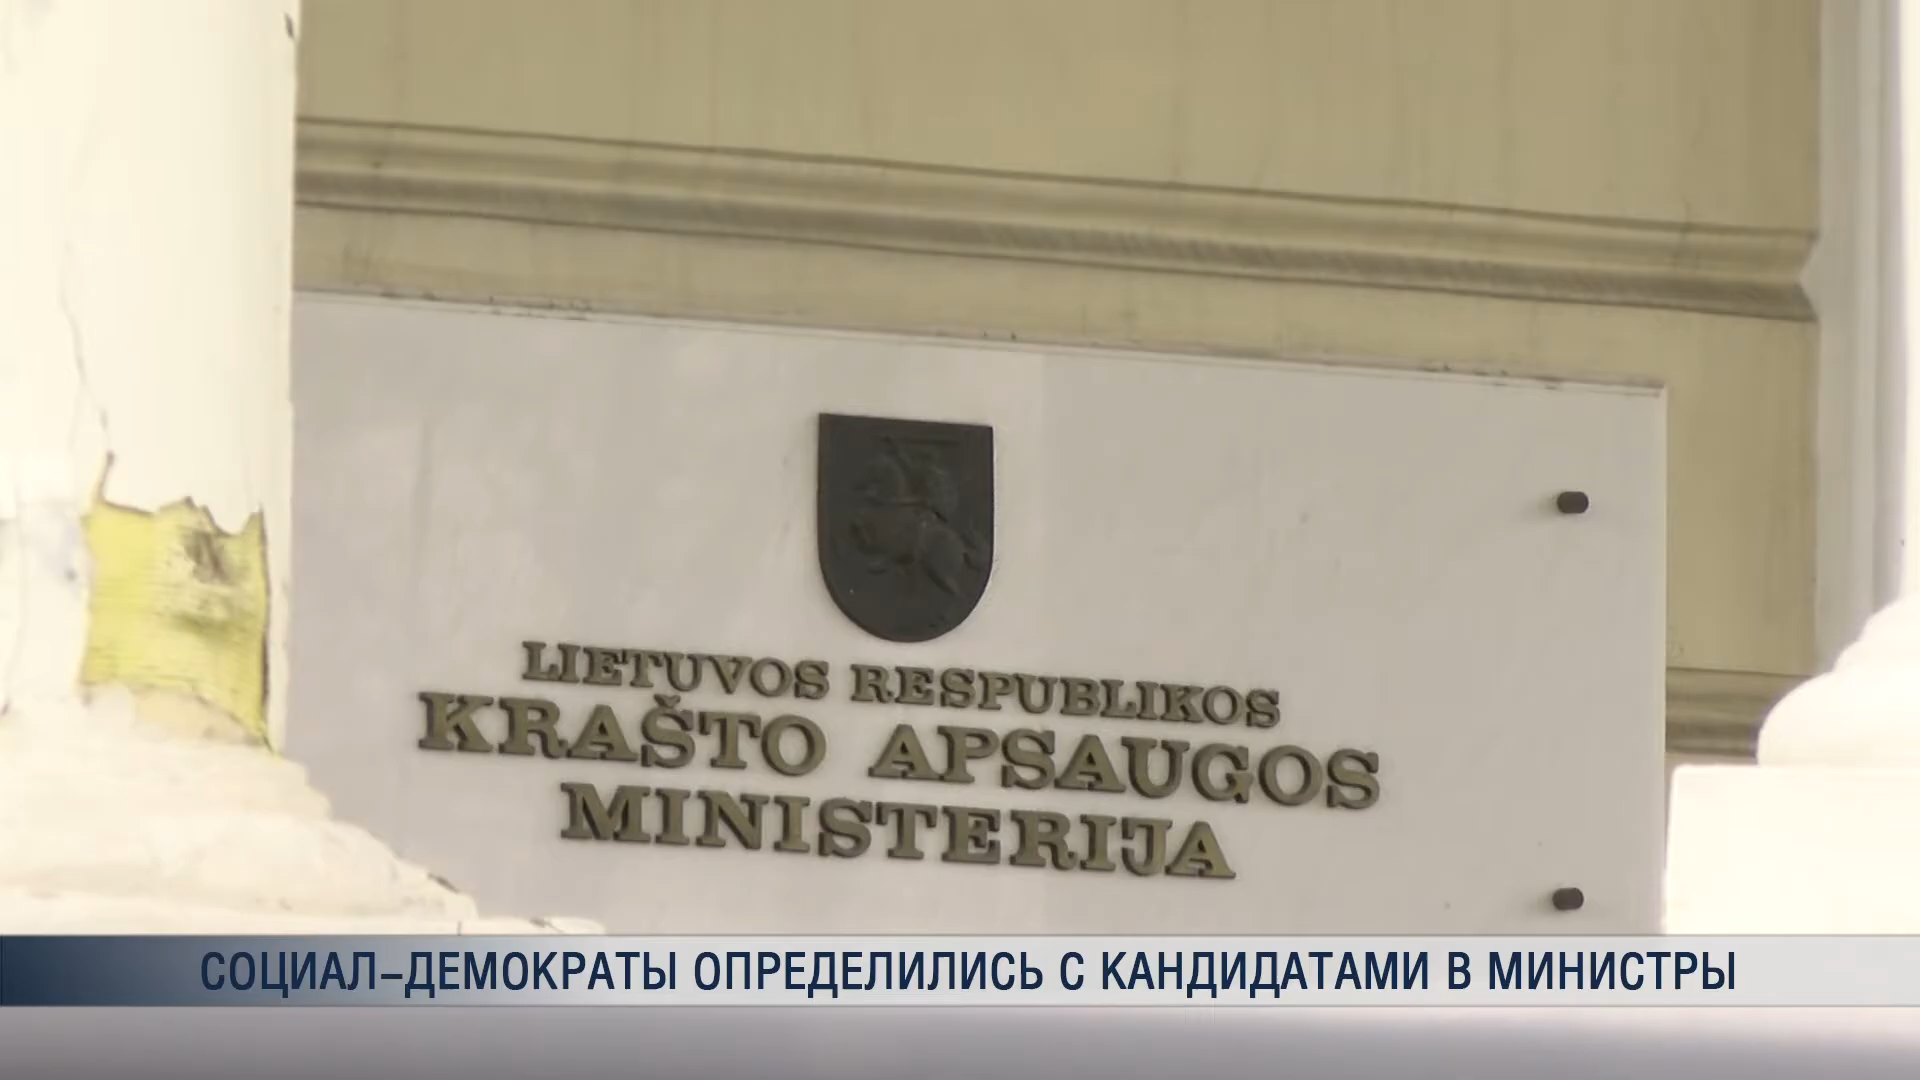 LIETUVOS RESPUBLIKOS
KRAŠTO APSAUGOS
MINISTERIJA
СОЦИАЛ-ДЕМОКРАТЫ ОПРЕДЕЛИЛИСЬ С КАНДИДАТАМИ В МИНИСТРЫ